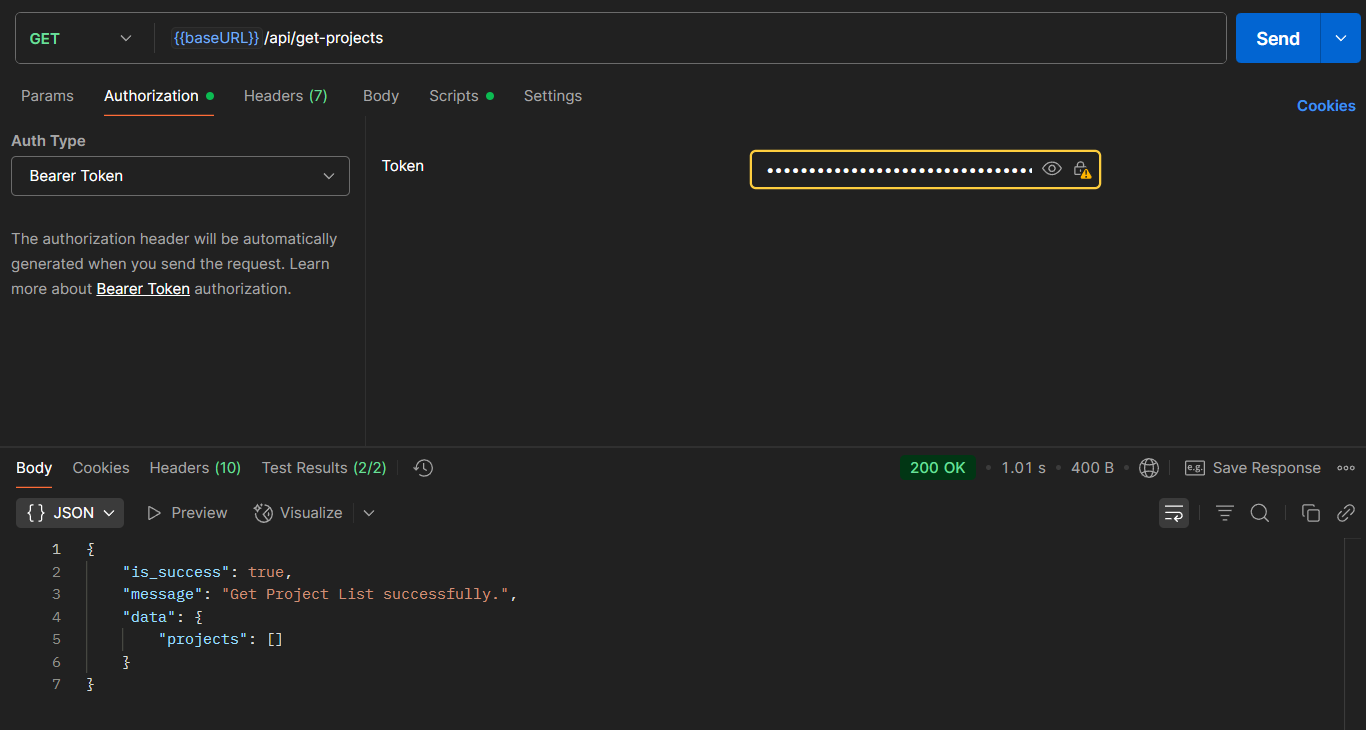 GET {{baseURL}} /api/get-projects Send
Params Authorization Headers (7) Body Scripts Settings
Cookies
Auth Type
Bearer Token
Token
••••••••••••••••••••••••••••••••
The authorization header will be automatically
generated when you send the request. Learn
more about Bearer Token authorization.
Body Cookies Headers (10) Test Results (2/2) 200 OK • 1.01 s • 400 B • e.g. Save Response
{} JSON Preview Visualize
1 {
2 "is_success": true,
3 "message": "Get Project List successfully.",
4 "data": {
5 "projects": []
6 }
7 }